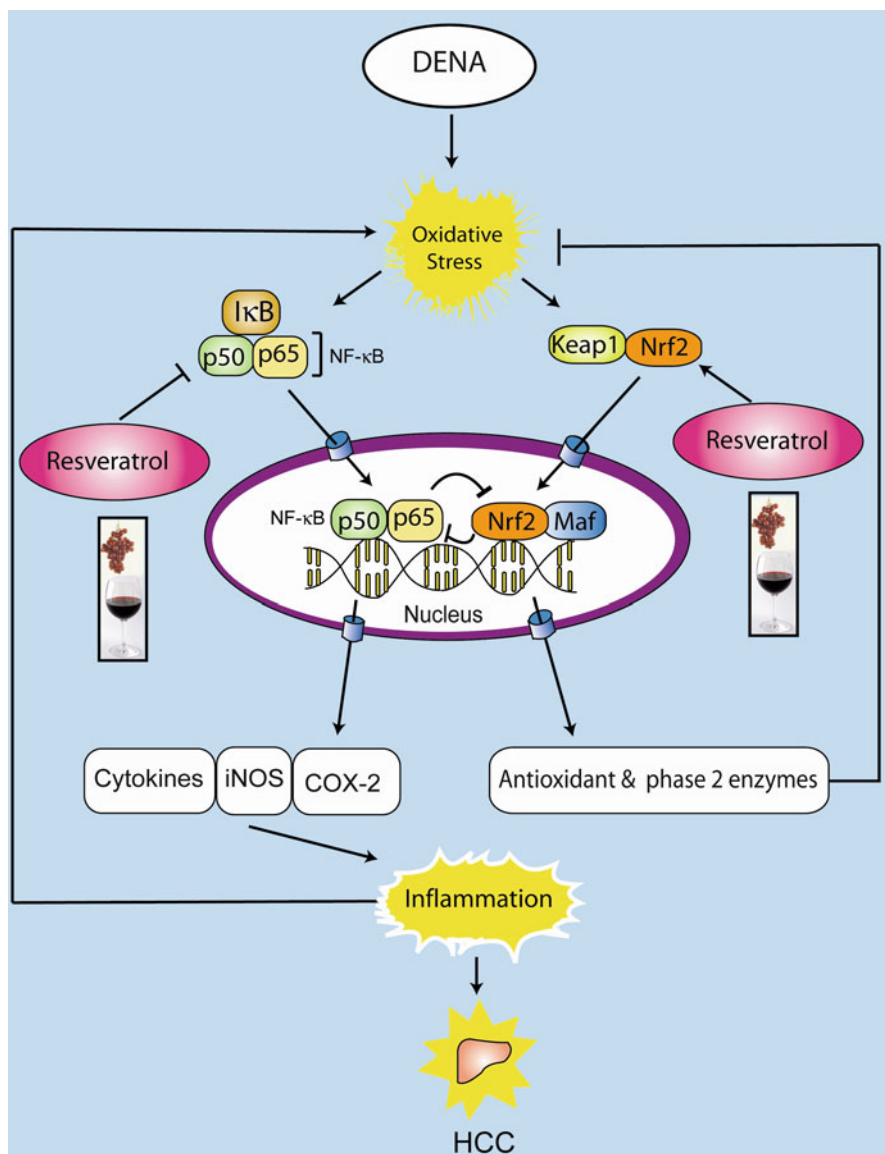 DENA
Oxidative
Stress
IκB
p50 p65 NF-κB
Keap1 Nrf2
Resveratrol
Resveratrol
NF-κB p50 p65 Nrf2 Maf
Nucleus
Cytokines iNOS COX-2
Antioxidant & phase 2 enzymes
Inflammation
HCC